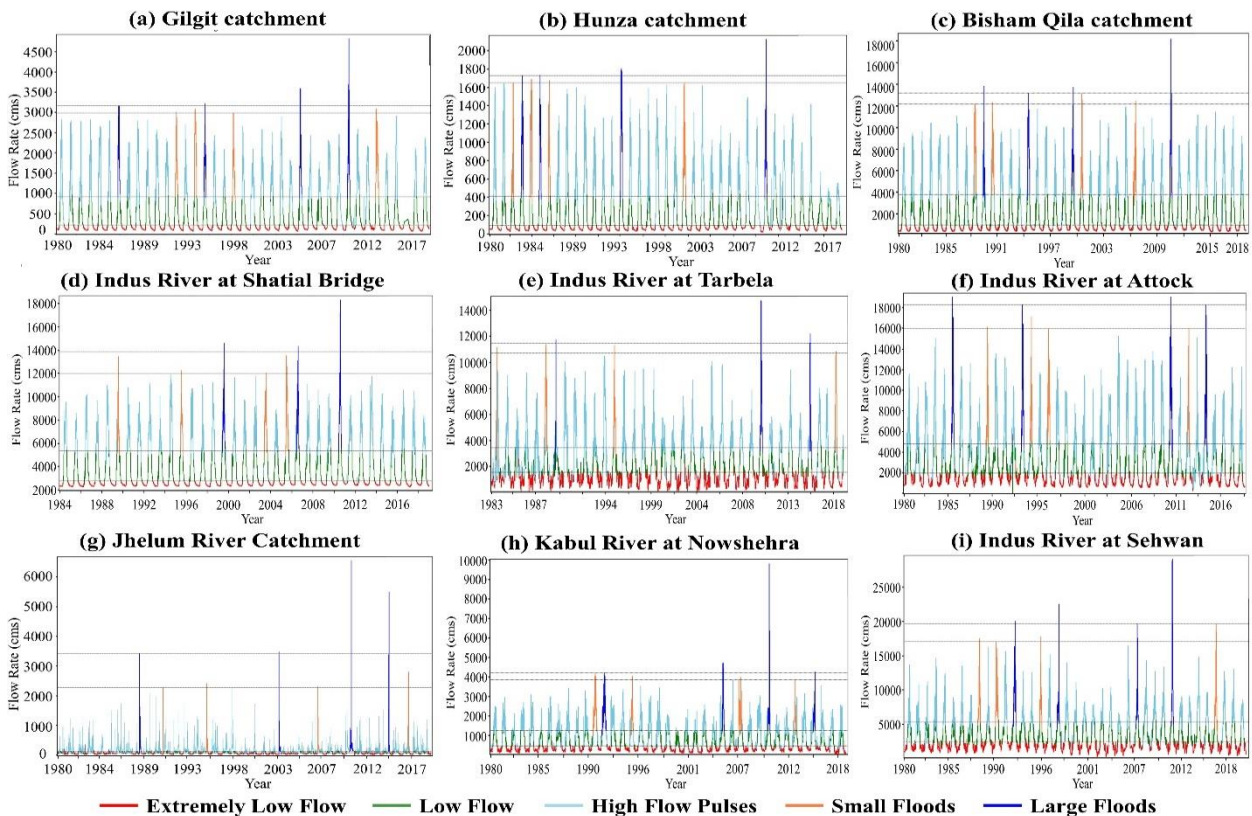 (a) Gilgit catchment
Flow Rate (cms)
4500
4000
3500
3000
2500
2000
1500
1000
500
0
1980 1984 1989 1993 1998 2003 2007 2012 2017
Year
(b) Hunza catchment
Flow Rate (cms)
2000
1800
1600
1400
1200
1000
800
600
400
200
0
1980 1984 1989 1994 1999 2003 2008 2012 2017
Year
(c) Bisham Qila catchment
Flow Rate (cms)
18000
16000
14000
12000
10000
8000
6000
4000
2000
1980 1985 1991 1997 2003 2009 2015 2018
Year
(d) Indus River at Shatial Bridge
Flow Rate (cms)
18000
16000
14000
12000
10000
8000
6000
4000
2000
1984 1988 1992 1996 2000 2004 2008 2012 2016
Year
(e) Indus River at Tarbela
Flow Rate (cms)
14000
12000
10000
8000
6000
4000
2000
1983 1987 1994 1999 2003 2009 2013 2018
Year
(f) Indus River at Attock
Flow Rate (cms)
18000
16000
14000
12000
10000
8000
6000
4000
2000
1980 1985 1990 1995 2001 2006 2011 2016
Year
(g) Jhelum River Catchment
Flow Rate (cms)
6000
5000
4000
3000
2000
1000
0
1980 1984 1989 1993 1998 2003 2007 2012 2017
Year
(h) Kabul River at Nowshehra
Flow Rate (cms)
10000
9000
8000
7000
6000
5000
4000
3000
2000
1000
1980 1985 1990 1995 2001 2007 2013 2018
Year
(i) Indus River at Sehwan
Flow Rate (cms)
25000
20000
15000
10000
5000
1980 1985 1990 1996 2001 2007 2012 2018
Year
Extremely Low Flow Low Flow High Flow Pulses Small Floods Large Floods